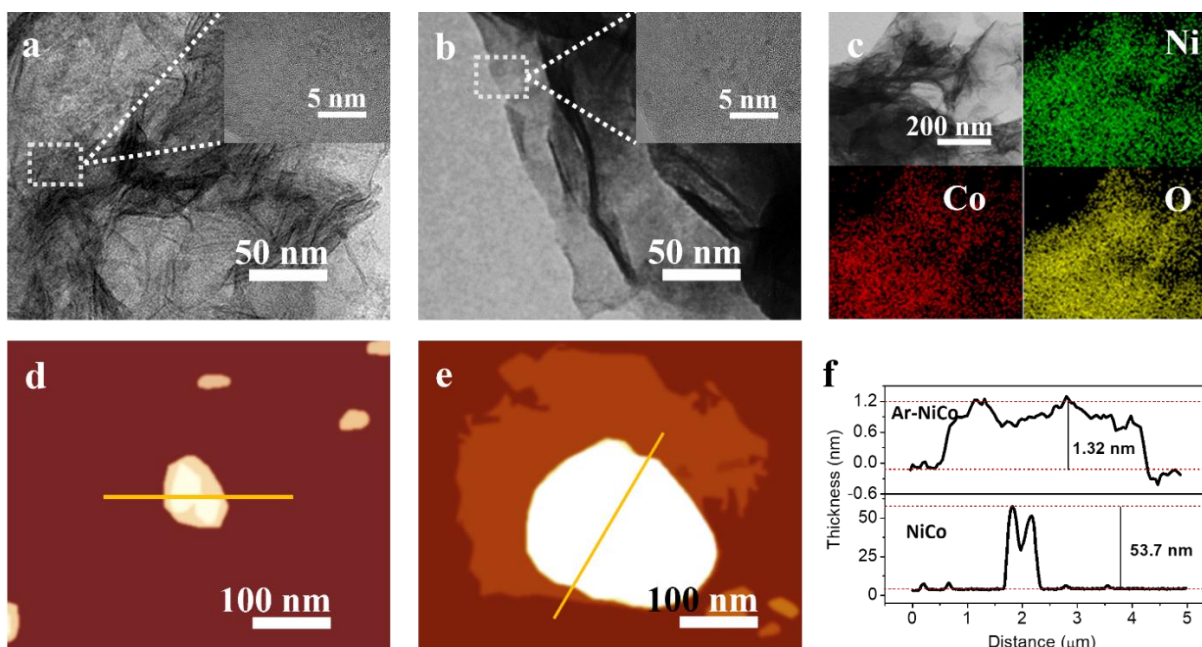 a
5 nm
50 nm
b
5 nm
50 nm
c
200 nm
Ni
Co
O
d
100 nm
e
100 nm
f
Thickness (nm)
1.2
0.6
0.0
-0.6
Ar-NiCo
1.32 nm
50
25
0
NiCo
53.7 nm
0 1 2 3 4 5
Distance (μm)